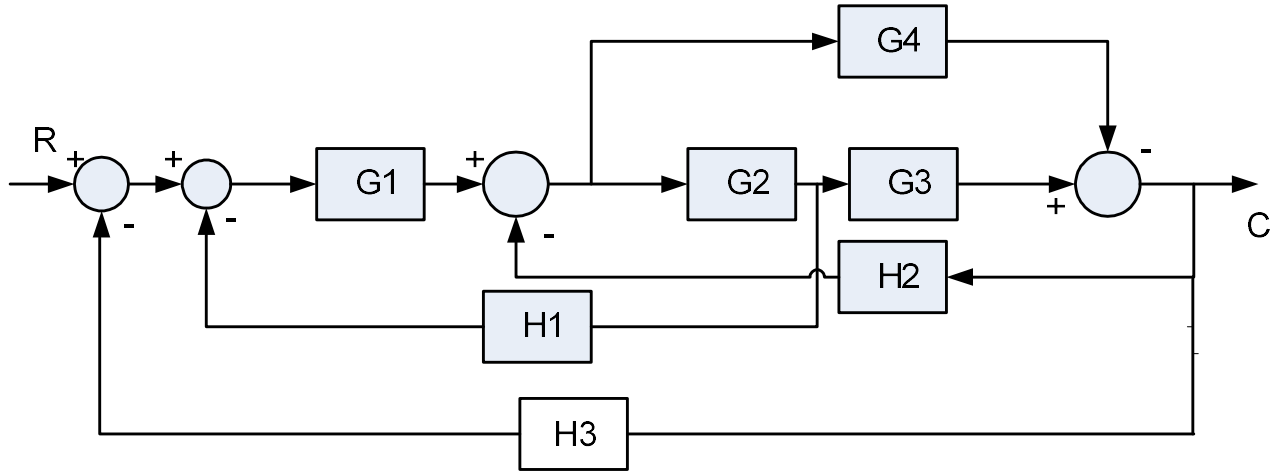 G4
R + + G1 + G2 G3 -
- - - + C
H2
H1
H3